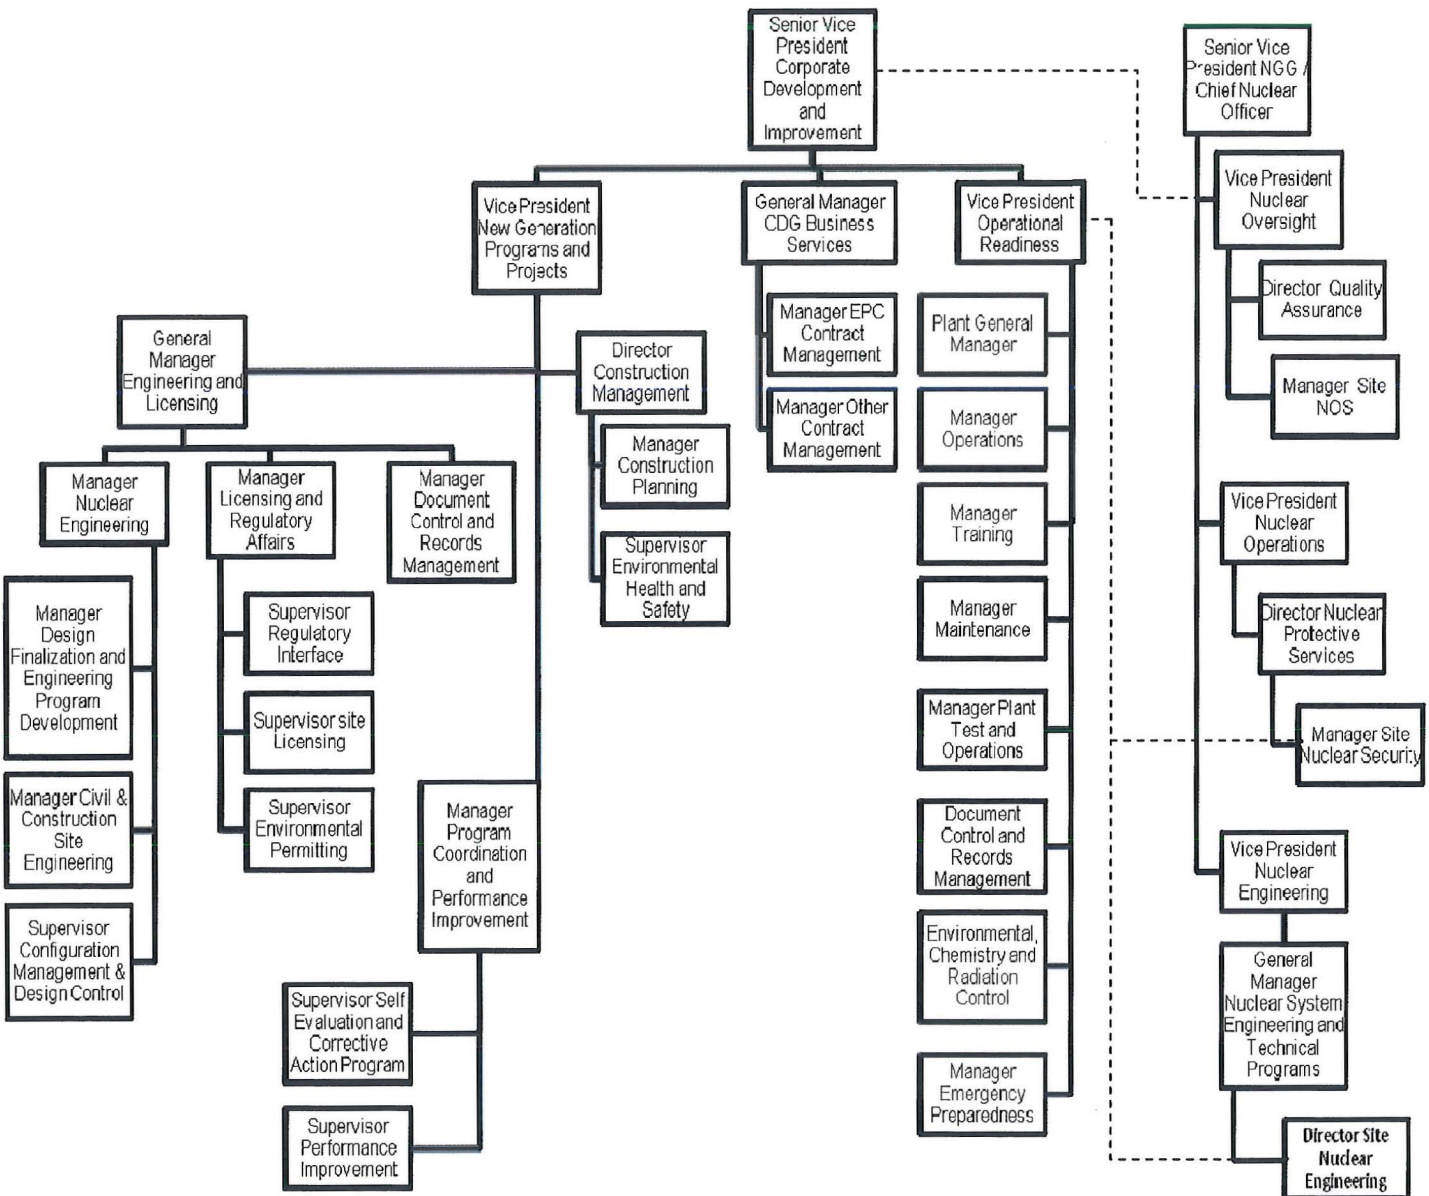 Senior Vice
President
Corporate
Development
and
Improvement
Senior Vice
President NGG /
Chief Nuclear
Officer
Vice President
New Generation
Programs and
Projects
General Manager
CDG Business
Services
Vice President
Operational
Readiness
Vice President
Nuclear
Oversight
Director Quality
Assurance
Manager Site
NOS
General
Manager
Engineering and
Licensing
Director
Construction
Management
Manager EPC
Contract
Management
Manager Other
Contract
Management
Plant General
Manager
Manager
Operations
Manager
Training
Manager
Maintenance
Manager Plant
Test and
Operations
Document
Control and
Records
Management
Environmental,
Chemistry and
Radiation
Control
Manager
Emergency
Preparedness
Manager
Construction
Planning
Supervisor
Environmental
Health and
Safety
Manager
Nuclear
Engineering
Manager
Licensing and
Regulatory
Affairs
Manager
Document
Control and
Records
Management
Manager
Design
Finalization and
Engineering
Program
Development
Manager Civil &
Construction
Site
Engineering
Supervisor
Configuration
Management &
Design Control
Supervisor
Regulatory
Interface
Supervisor site
Licensing
Supervisor
Environmental
Permitting
Manager
Program
Coordination
and
Performance
Improvement
Supervisor Self
Evaluation and
Corrective
Action Program
Supervisor
Performance
Improvement
Vice President
Nuclear
Operations
Director Nuclear
Protective
Services
Manager Site
Nuclear Security
Vice President
Nuclear
Engineering
General
Manager
Nuclear System
Engineering and
Technical
Programs
Director Site
Nuclear
Engineering